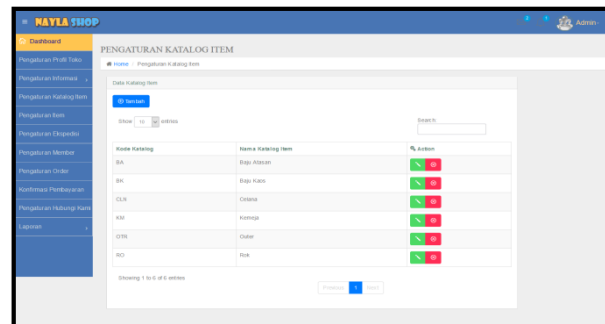 NAYLA SHOP
Admin
Dashboard
Pengaturan Profil Toko
Pengaturan Informasi
Pengaturan Katalog Item
Pengaturan Item
Pengaturan Ekspedisi
Pengaturan Member
Pengaturan Order
Konfirmasi Pembayaran
Pengaturan Hubungi Kami
Laporan
PENGATURAN KATALOG ITEM
Home / Pengaturan Katalog Item
Data Katalog Item
Tambah
Show 10 entries
Search
Kode Katalog Nama Katalog Item Action
BA Baju Atasan
BK Baju Kaos
CLN Celana
KM Kemeja
OTR Outer
RO Rok
Showing 1 to 6 of 6 entries
Previous 1 Next